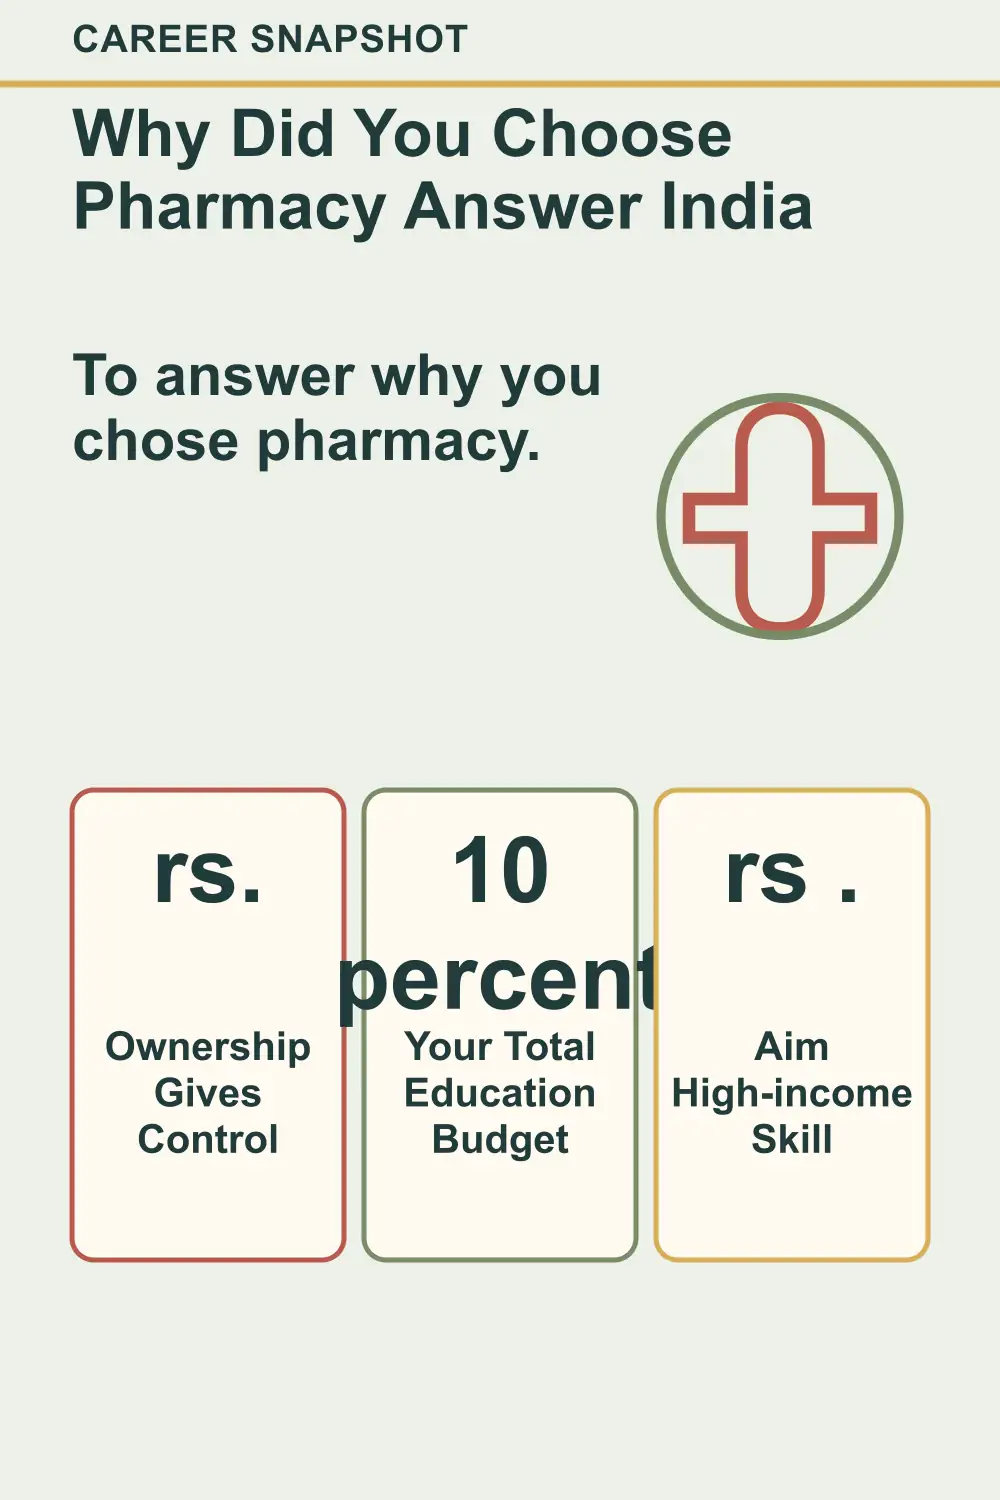 CAREER SNAPSHOT
Why Did You Choose
Pharmacy Answer India
To answer why you
chose pharmacy.
rs.
Ownership
Gives
Control
10
percent
Your Total
Education
Budget
rs .
Aim
High-income
Skill